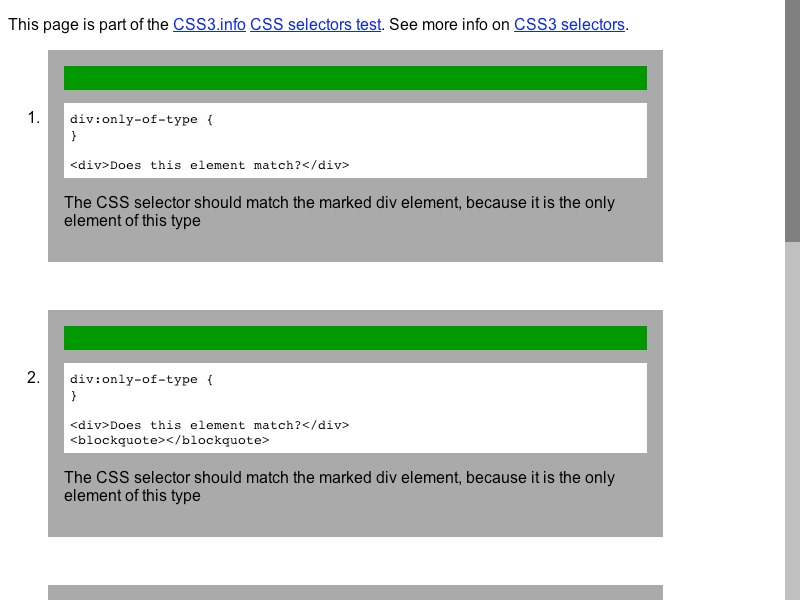 This page is part of the CSS3.info CSS selectors test. See more info on CSS3 selectors.
1.
div:only-of-type {
}
<div>Does this element match?</div>
The CSS selector should match the marked div element, because it is the only
element of this type
2.
div:only-of-type {
}
<div>Does this element match?</div>
<blockquote></blockquote>
The CSS selector should match the marked div element, because it is the only
element of this type